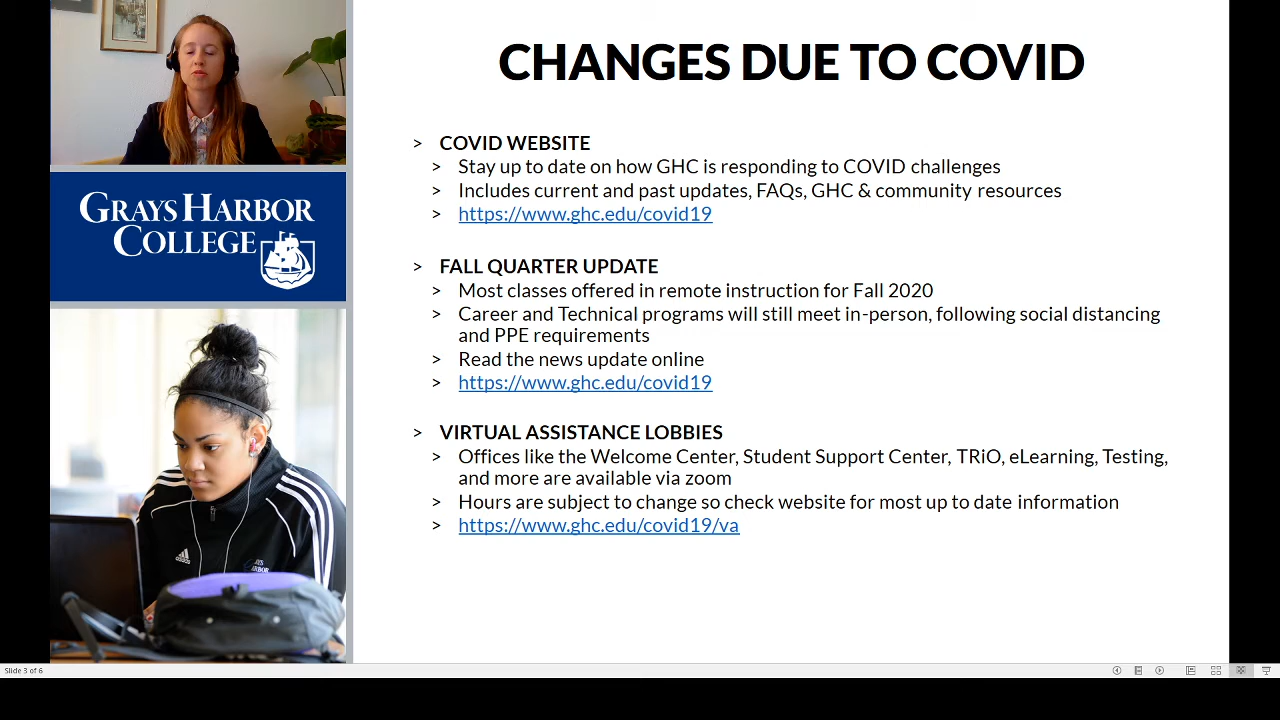 CHANGES DUE TO COVID
> COVID WEBSITE
> Stay up to date on how GHC is responding to COVID challenges
> Includes current and past updates, FAQs, GHC & community resources
> https://www.ghc.edu/covid19
> FALL QUARTER UPDATE
> Most classes offered in remote instruction for Fall 2020
> Career and Technical programs will still meet in-person, following social distancing
and PPE requirements
> Read the news update online
> https://www.ghc.edu/covid19
> VIRTUAL ASSISTANCE LOBBIES
> Offices like the Welcome Center, Student Support Center, TRiO, eLearning, Testing,
and more are available via zoom
> Hours are subject to change so check website for most up to date information
> https://www.ghc.edu/covid19/va
GRAYS HARBOR
COLLEGE
adidas
Slide 3 of 6